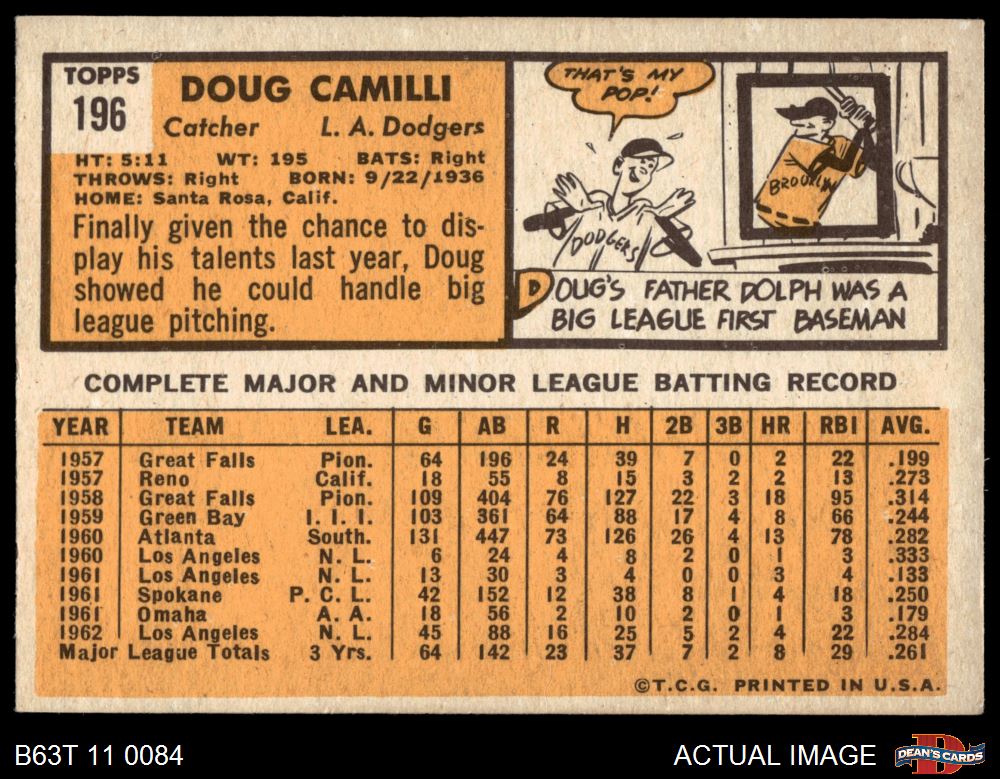 TOPPS
196
DOUG CAMILLI
Catcher L. A. Dodgers
HT: 5:11 WT: 195 BATS: Right
THROWS: Right BORN: 9/22/1936
HOME: Santa Rosa, Calif.
Finally given the chance to dis-
play his talents last year, Doug
showed he could handle big
league pitching.
THAT'S MY
POP!
DODGERS
BROOKLYN
DOUG'S FATHER DOLPH WAS A
BIG LEAGUE FIRST BASEMAN
COMPLETE MAJOR AND MINOR LEAGUE BATTING RECORD
YEAR TEAM LEA. G AB R H 2B 3B HR RBI AVG.
1957 Great Falls Pion. 64 196 24 39 7 0 2 22 .199
1957 Reno Calif. 18 55 8 15 3 2 2 13 .273
1958 Great Falls Pion. 109 404 76 127 22 3 18 95 .314
1959 Green Bay I. I. I. 103 361 64 88 17 4 8 66 .244
1960 Atlanta South. 131 447 73 126 26 4 13 78 .282
1960 Los Angeles N. L. 6 24 4 8 2 0 1 3 .333
1961 Los Angeles N. L. 13 30 3 4 0 0 3 4 .133
1961 Spokane P. C. L. 42 152 12 38 8 1 4 18 .250
1961 Omaha A. A. 18 56 2 10 2 0 1 3 .179
1962 Los Angeles N. L. 45 88 16 25 5 2 4 22 .284
Major League Totals 3 Yrs. 64 142 23 37 7 2 8 29 .261
©T.C.G. PRINTED IN U.S.A.
B63T 11 0084 ACTUAL IMAGE DEAN'S CARDS